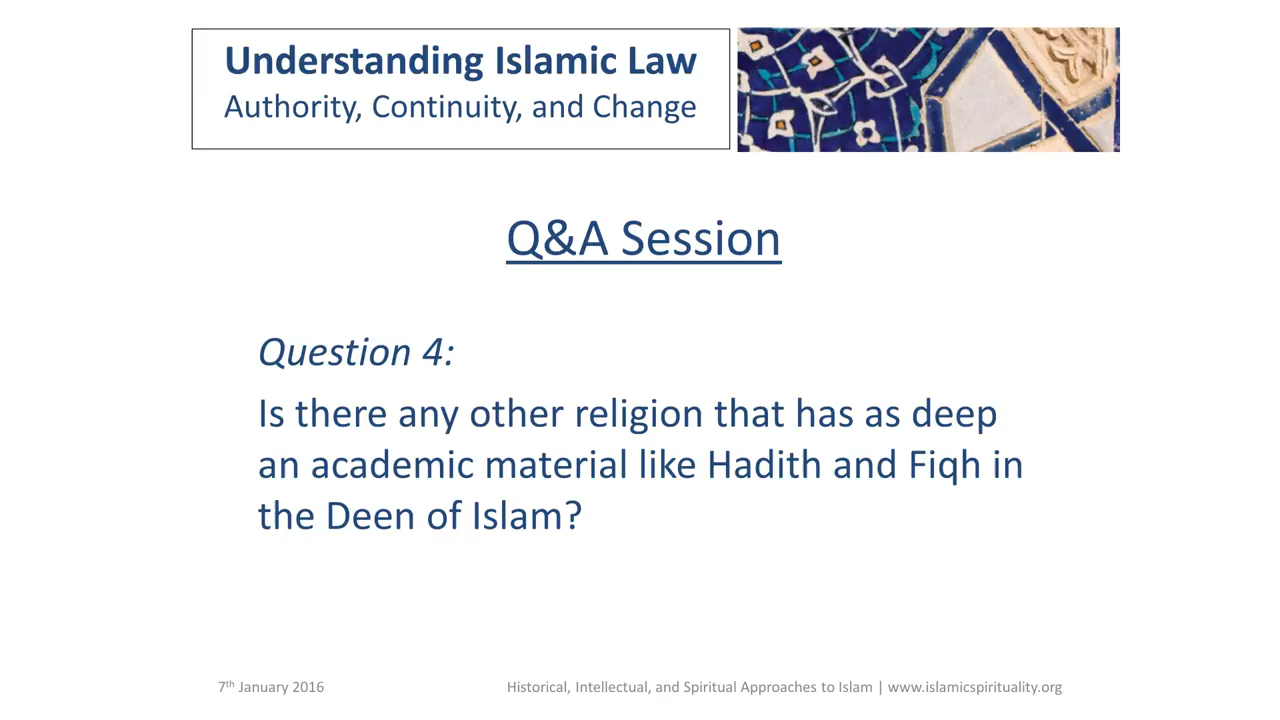 Understanding Islamic Law
Authority, Continuity, and Change
Q&A Session
Question 4:
Is there any other religion that has as deep
an academic material like Hadith and Fiqh in
the Deen of Islam?
7th January 2016
Historical, Intellectual, and Spiritual Approaches to Islam | www.islamicspirituality.org